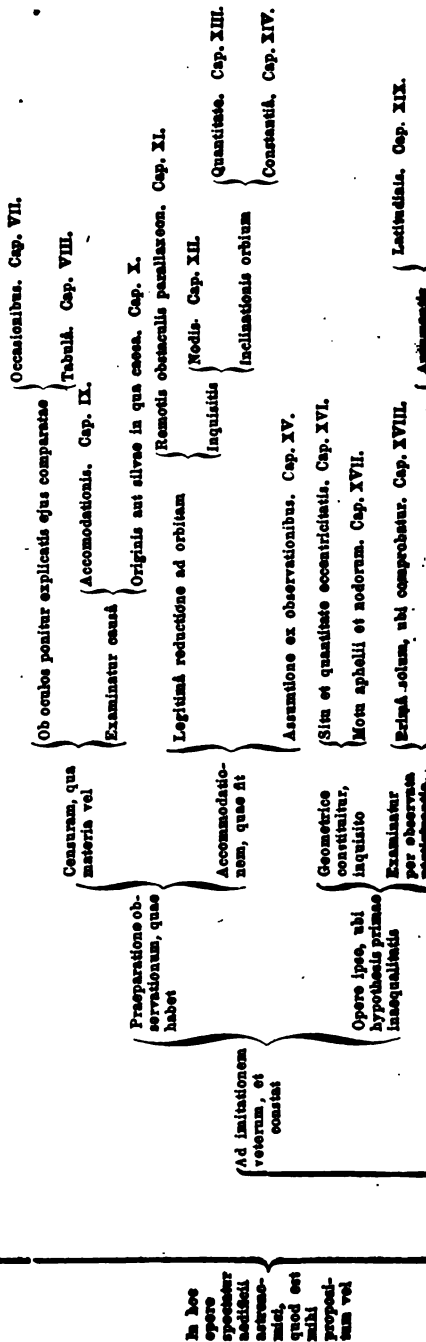 In hoc
opere
spectatur
aedificii
astrono-
mici,
quod est
mihi
proposi-
tum vel
Ad imitationem
veterum, et
constat
Praeparatione ob-
servationum, quae
habet
Censuram, qua
materia vel
Ob oculos ponitur explicatis ejus comparatae
Occasionibus. Cap. VII.
Tabulâ. Cap. VIII.
Examinatur causâ
Accomodationis. Cap. IX.
Originis aut silvae in qua caesa. Cap. X.
Accommodatio-
nem, quae fit
Legitimâ reductione ad orbitam
Remotis obstaculis parallaxeon. Cap. XI.
Inquisitis
Nodis. Cap. XII.
Inclinationis orbium
Quantitate. Cap. XIII.
Constantiâ. Cap. XIV.
Assumtione ex observationibus. Cap. XV.
Opere ipso, ubi
hypothesis primae
inaequalitatis
Geometrice
constituitur,
inquisito
Situ et quantitate eccentricitatis. Cap. XVI.
Motu aphelii et nodorum. Cap. XVII.
Examinatur
per observata
Primâ solum, ubi comprobatur. Cap. XVIII.
Latitudinis. Cap. XIX.